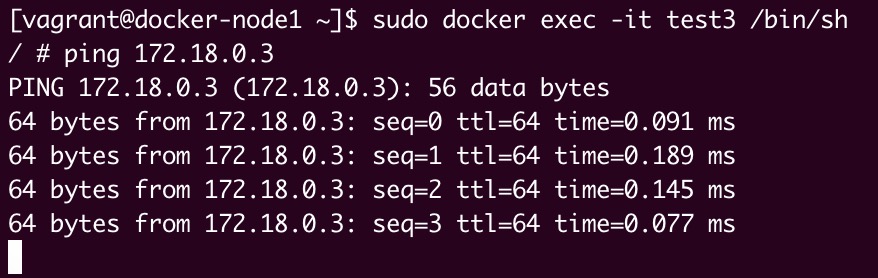 [vagrant@docker-node1 ~]$ sudo docker exec -it test3 /bin/sh
/ # ping 172.18.0.3
PING 172.18.0.3 (172.18.0.3): 56 data bytes
64 bytes from 172.18.0.3: seq=0 ttl=64 time=0.091 ms
64 bytes from 172.18.0.3: seq=1 ttl=64 time=0.189 ms
64 bytes from 172.18.0.3: seq=2 ttl=64 time=0.145 ms
64 bytes from 172.18.0.3: seq=3 ttl=64 time=0.077 ms